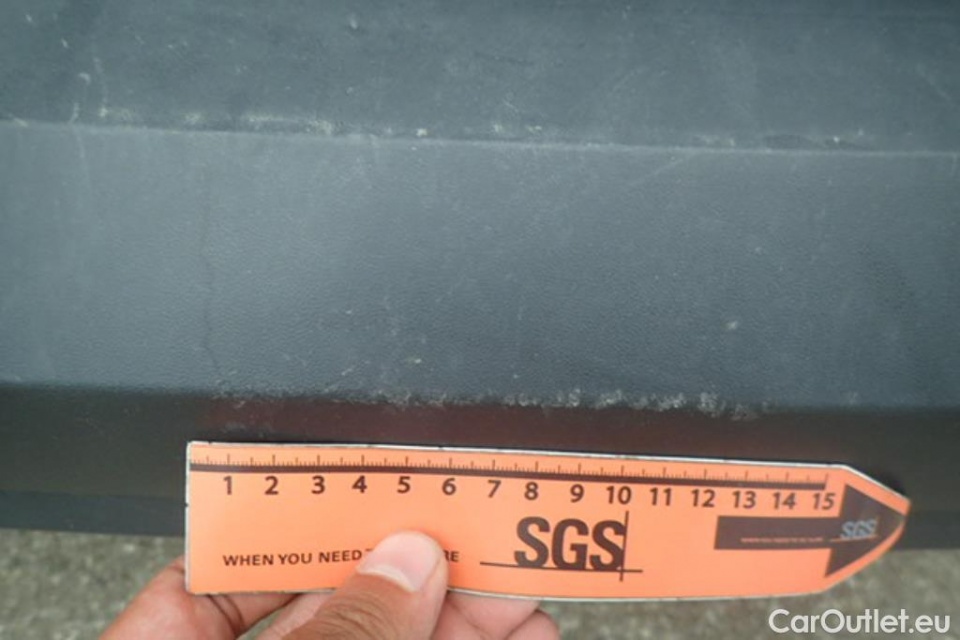 1 2 3 4 5 6 7 8 9 10 11 12 13 14 15
WHEN YOU NEED
SGS
SGS
CarOutlet.eu